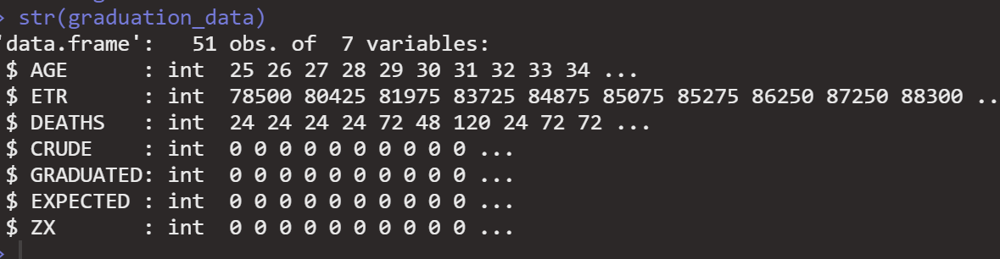 > str(graduation_data)
'data.frame':   51 obs. of  7 variables:
 $ AGE      : int  25 26 27 28 29 30 31 32 33 34 ...
 $ ETR      : int  78500 80425 81975 83725 84875 85075 85275 86250 87250 88300 ..
 $ DEATHS   : int  24 24 24 24 72 48 120 24 72 72 ...
 $ CRUDE    : int  0 0 0 0 0 0 0 0 0 0 ...
 $ GRADUATED: int  0 0 0 0 0 0 0 0 0 0 ...
 $ EXPECTED : int  0 0 0 0 0 0 0 0 0 0 ...
 $ ZX       : int  0 0 0 0 0 0 0 0 0 0 ...
>